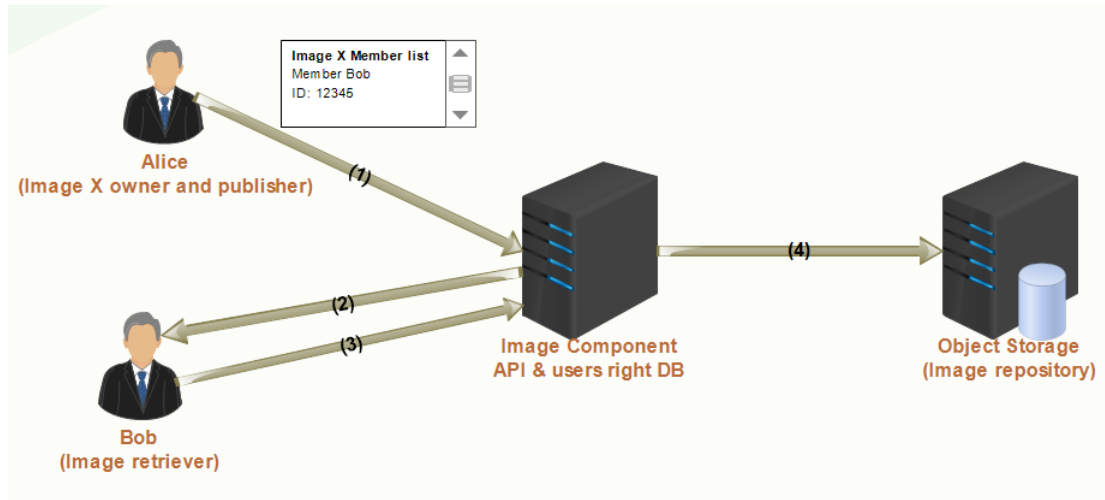 Image X Member list
Member Bob
ID: 12345
Alice
(Image X owner and publisher)
(1)
(2)
(3)
(4)
Image Component
API & users right DB
Object Storage
(Image repository)
Bob
(Image retriever)